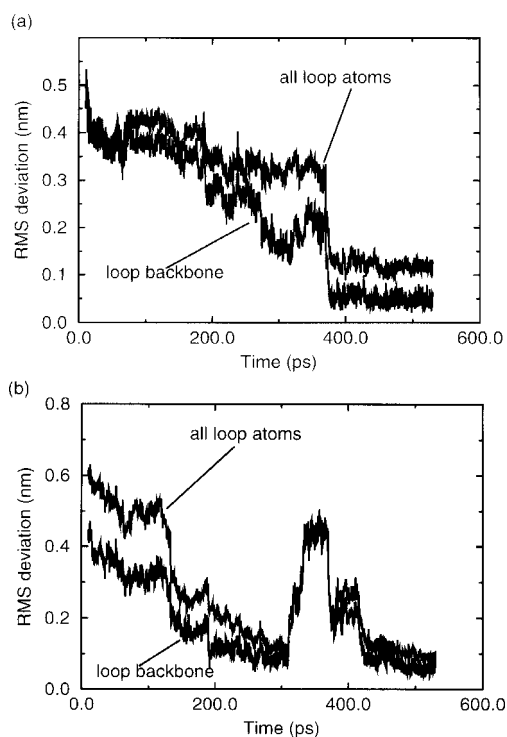 (a)
RMS deviation (nm)
0.5
0.4
0.3
0.2
0.1
0.0
all loop atoms
loop backbone
0.0
200.0
400.0
600.0
Time (ps)
(b)
RMS deviation (nm)
0.8
0.6
0.4
0.2
0.0
all loop atoms
loop backbone
0.0
200.0
400.0
600.0
Time (ps)